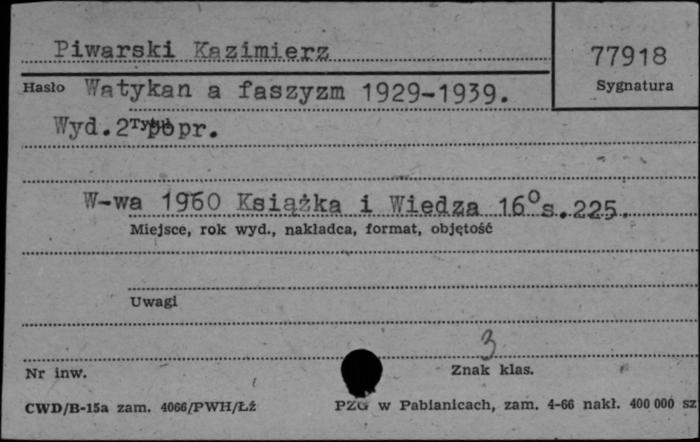 Piwarski Kazimierz
77918
Hasło Watykan a faszyzm 1929-1939.
Sygnatura
Wyd.2 popr.
Tytuł
W-wa 1960 Książka i Wiedza 16° s.225.
Miejsce, rok wyd., nakładca, format, objętość
Uwagi
3
Nr inw.
Znak klas.
CWD/B-15a zam. 4066/PWH/Łź
PZG w Pabianicach, zam. 4-66 nakł. 400 000 sz